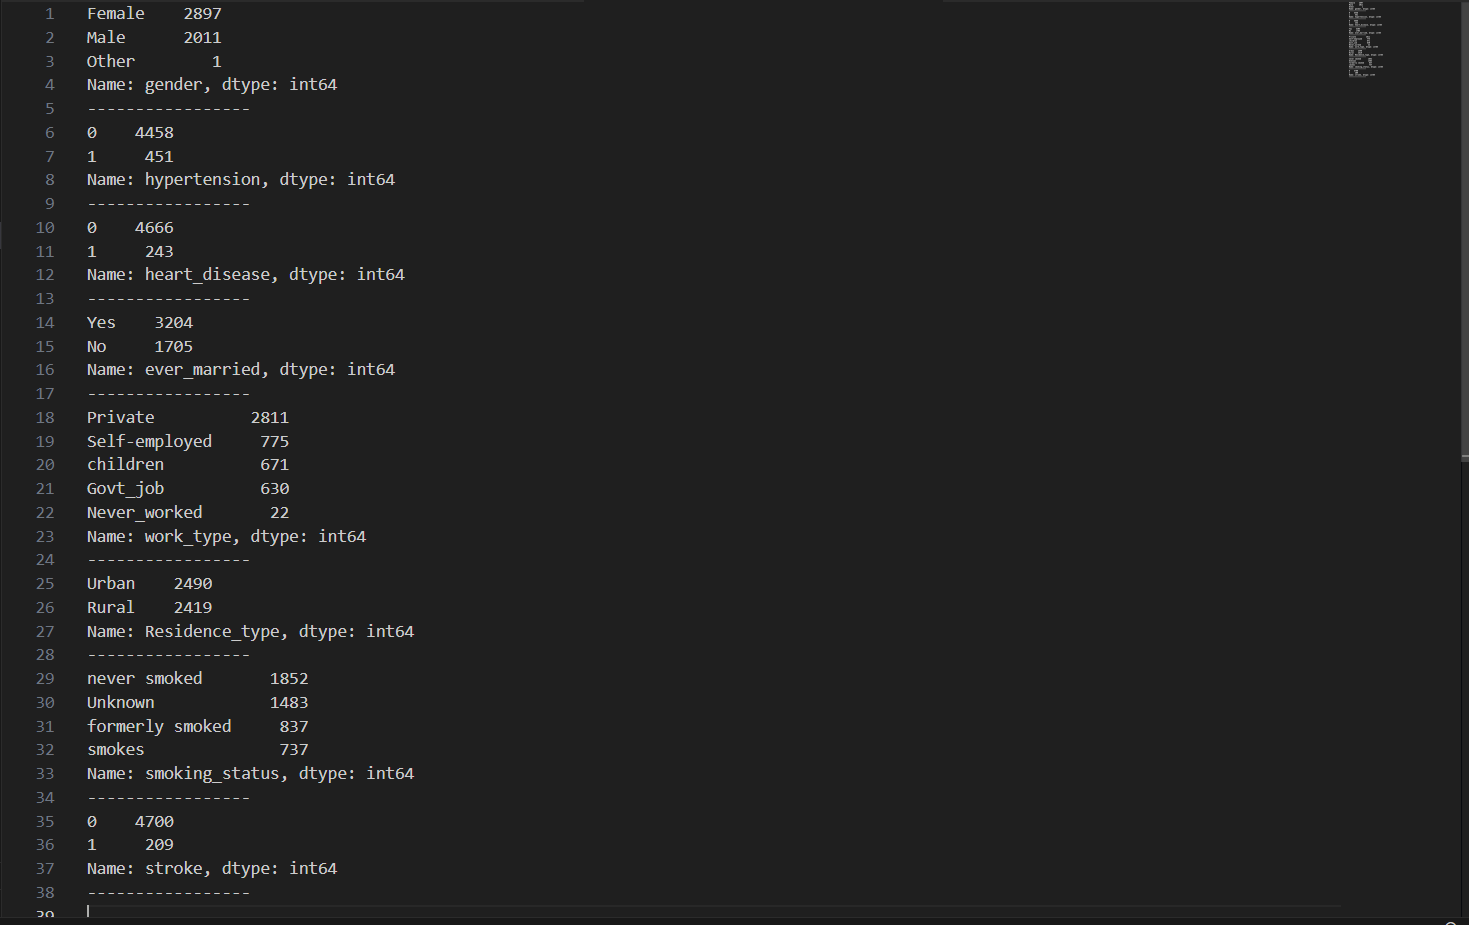 1 Female    2897
2 Male      2011
3 Other        1
4 Name: gender, dtype: int64
5 -----------------
6 0    4458
7 1     451
8 Name: hypertension, dtype: int64
9 -----------------
10 0    4666
11 1     243
12 Name: heart_disease, dtype: int64
13 -----------------
14 Yes    3204
15 No     1705
16 Name: ever_married, dtype: int64
17 -----------------
18 Private          2811
19 Self-employed     775
20 children          671
21 Govt_job          630
22 Never_worked       22
23 Name: work_type, dtype: int64
24 -----------------
25 Urban    2490
26 Rural    2419
27 Name: Residence_type, dtype: int64
28 -----------------
29 never smoked       1852
30 Unknown            1483
31 formerly smoked     837
32 smokes              737
33 Name: smoking_status, dtype: int64
34 -----------------
35 0    4700
36 1     209
37 Name: stroke, dtype: int64
38 -----------------
39